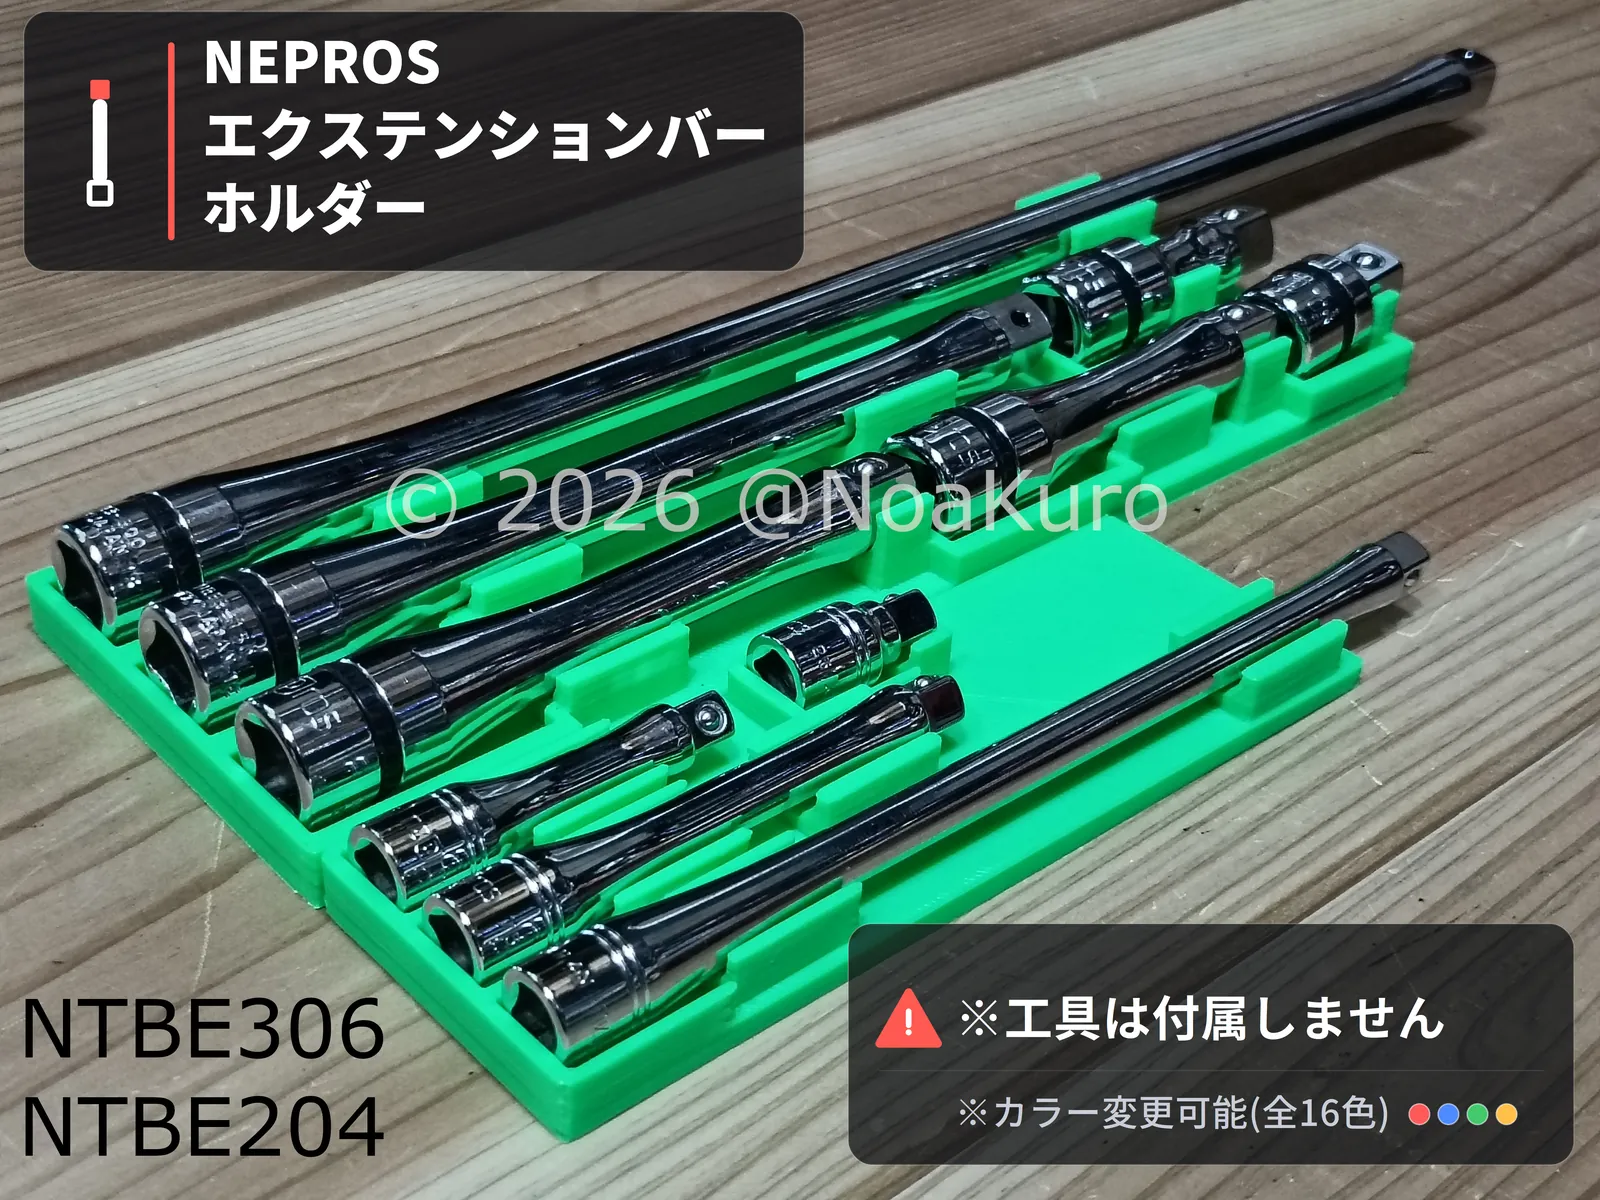 NEPROS
エクステンションバー
ホルダー
© 2026 @NoaKuro
NTBE306
NTBE204
※工具は付属しません
※カラー変更可能(全16色)